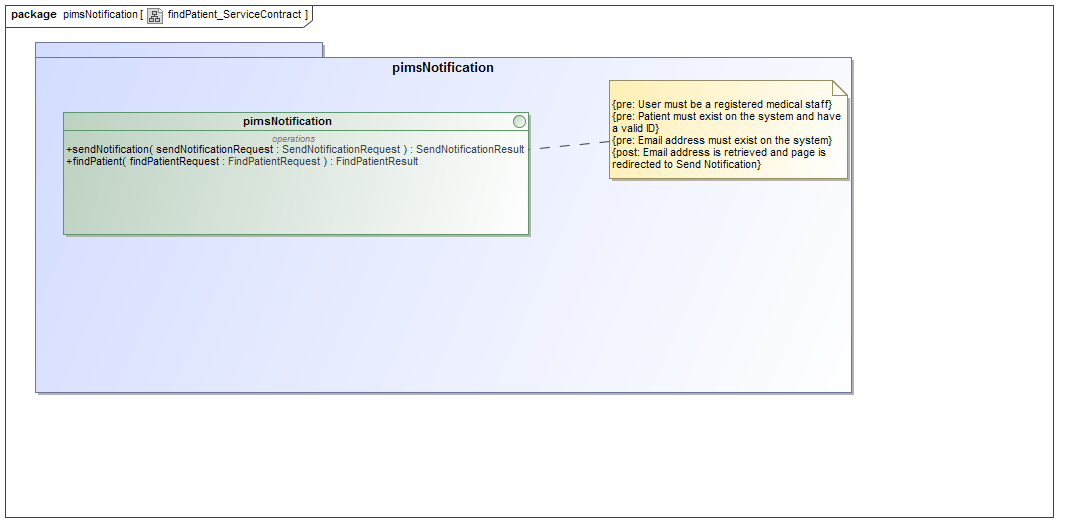 package pimsNotification [ findPatient_ServiceContract ]
pimsNotification
pimsNotification
operations
+sendNotification( sendNotificationRequest : SendNotificationRequest ) : SendNotificationResult
+findPatient( findPatientRequest : FindPatientRequest ) : FindPatientResult
{pre: User must be a registered medical staff}
{pre: Patient must exist on the system and have
a valid ID}
{pre: Email address must exist on the system}
{post: Email address is retrieved and page is
redirected to Send Notification}